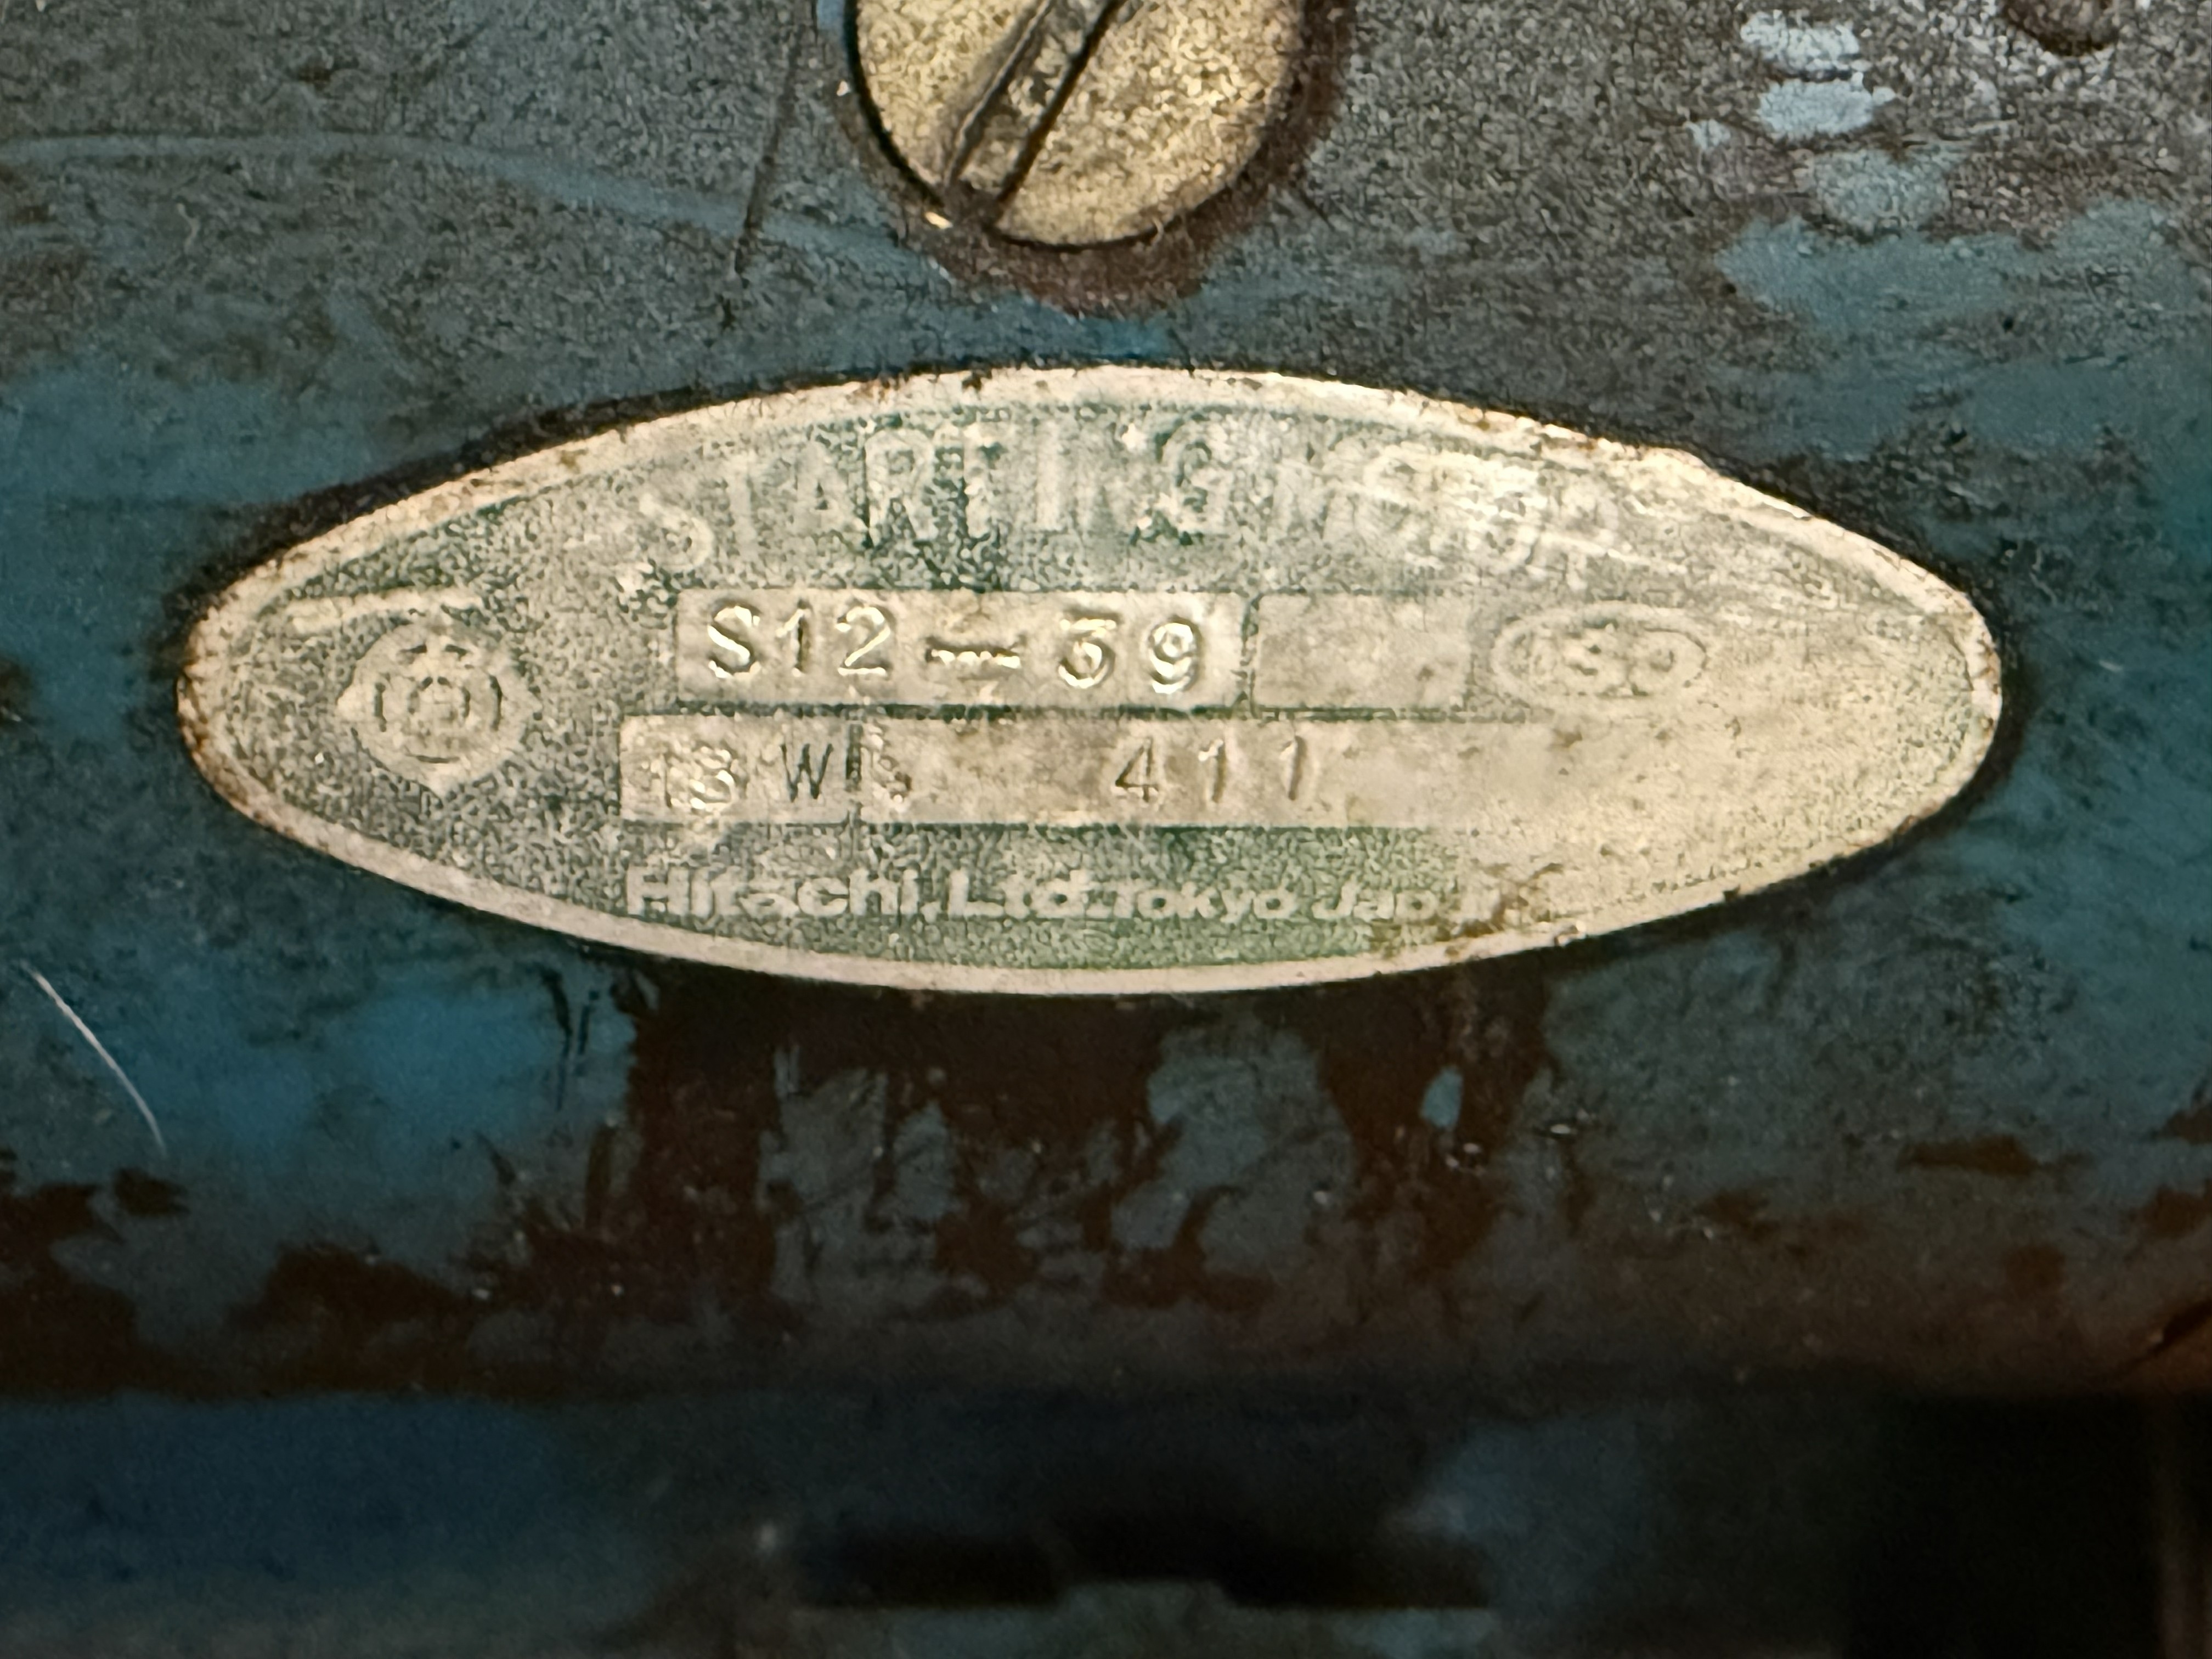 STARTING MOTOR
S12-39
411
Hitachi, Ltd. Tokyo Japan